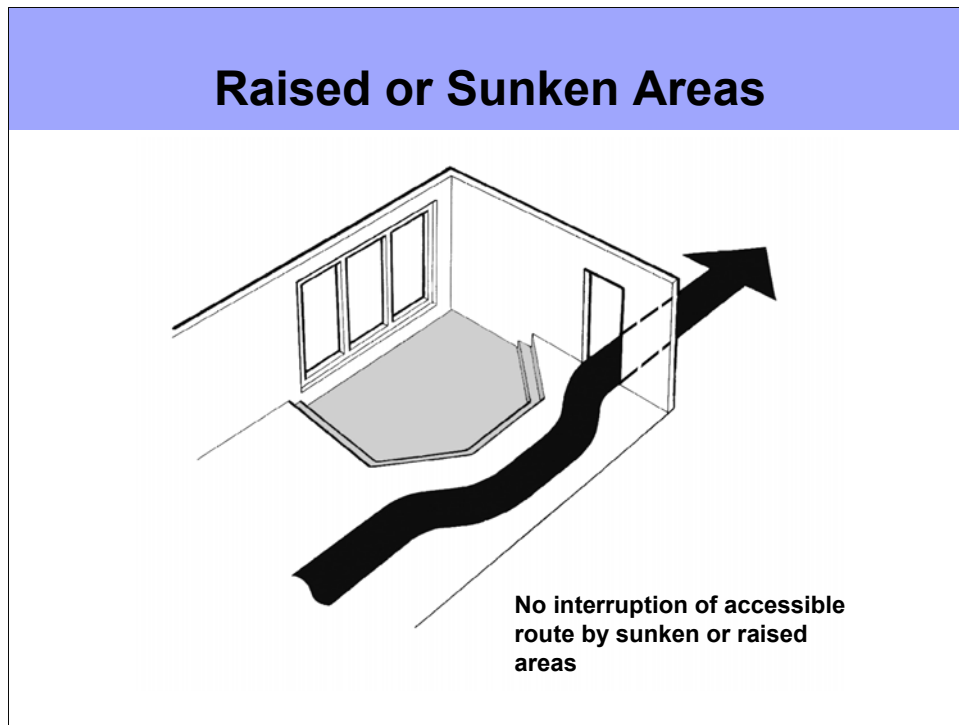 Raised or Sunken Areas
No interruption of accessible
route by sunken or raised
areas